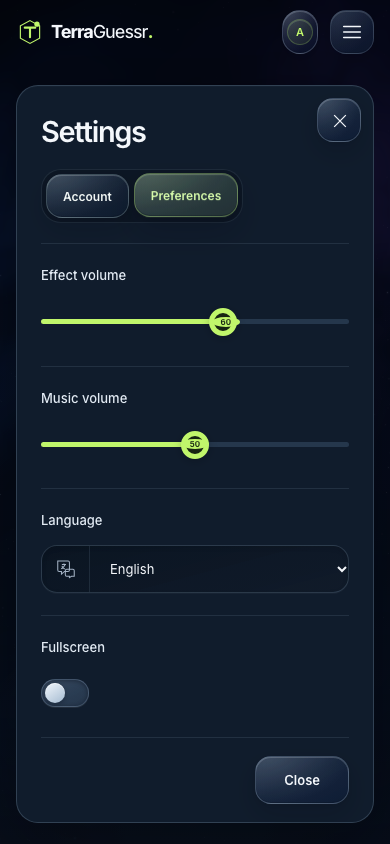 TerraGuessr.
A
Settings
Account
Preferences
Effect volume
60
Music volume
50
Language
English
Fullscreen
Close